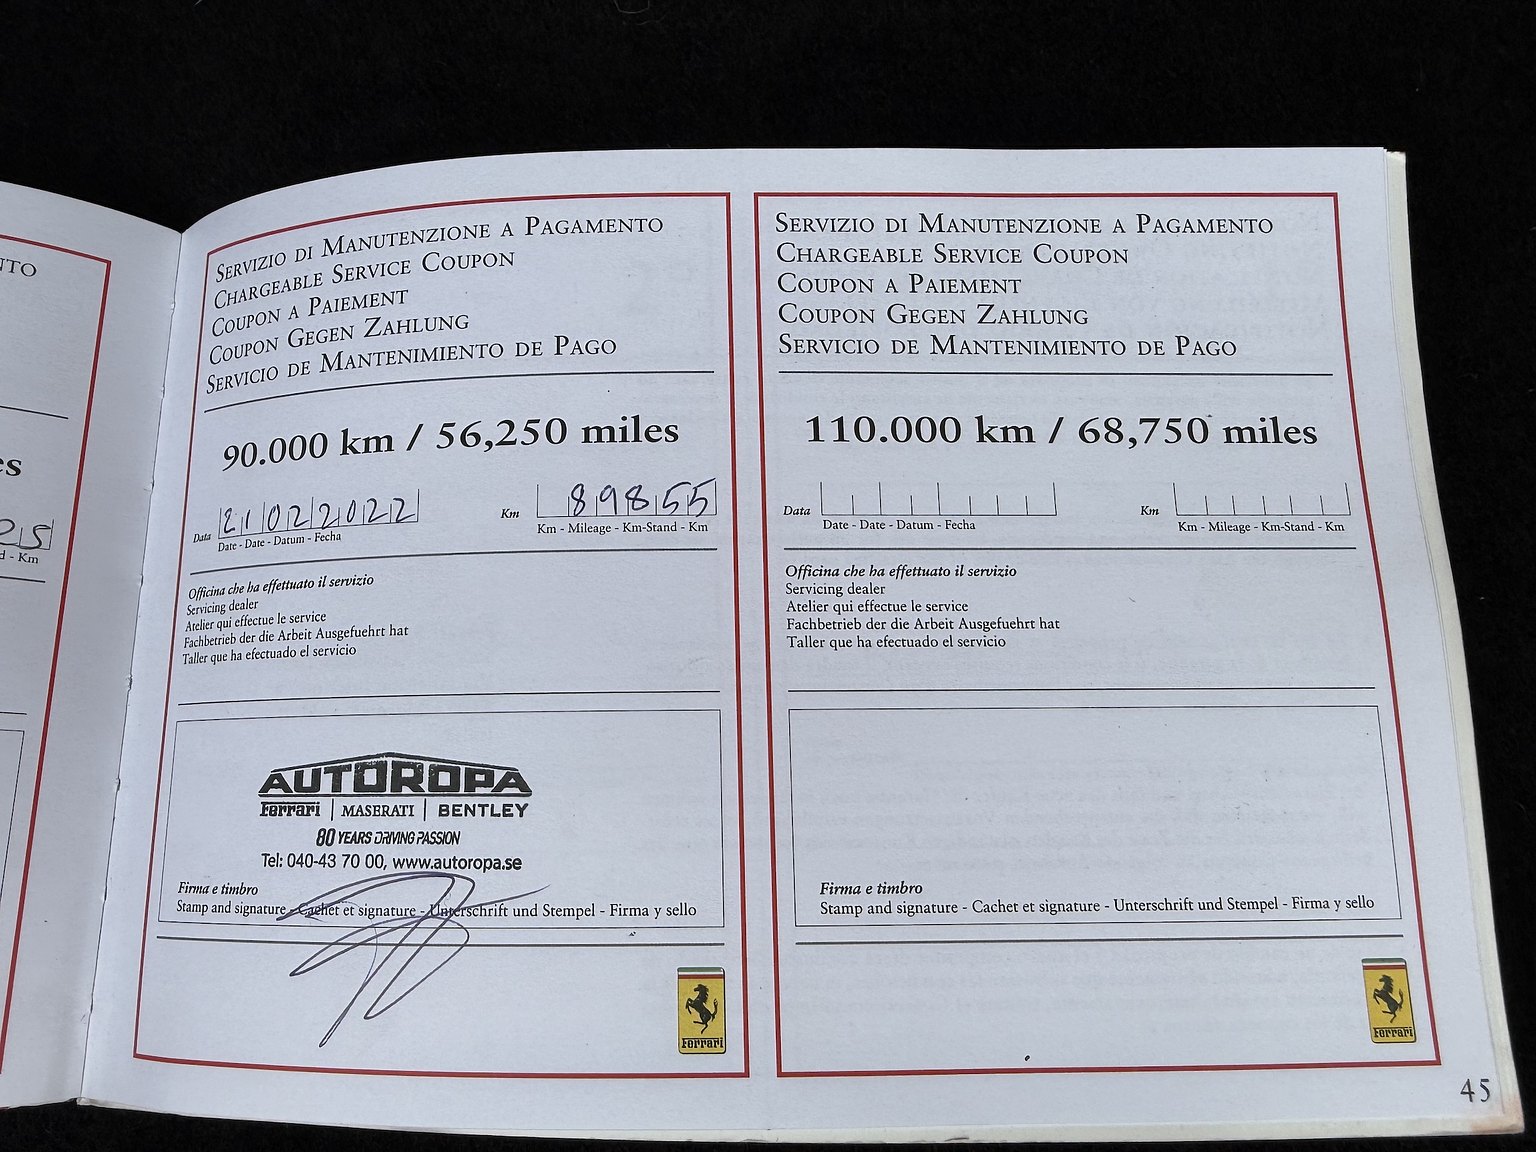 NTO
es
25
d - Km
SERVIZIO DI MANUTENZIONE A PAGAMENTO
CHARGEABLE SERVICE COUPON
COUPON A PAIEMENT
COUPON GEGEN ZAHLUNG
SERVICIO DE MANTENIMIENTO DE PAGO
90.000 km / 56,250 miles
Data 21022022 Km 89855
Date - Date - Datum - Fecha Km - Mileage - Km-Stand - Km
Officina che ha effettuato il servizio
Servicing dealer
Atelier qui effectue le service
Fachbetrieb der die Arbeit Ausgefuehrt hat
Taller que ha efectuado el servicio
AUTOROPA
Ferrari | MASERATI | BENTLEY
80 YEARS DRIVING PASSION
Tel: 040-43 70 00, www.autoropa.se
Firma e timbro
Stamp and signature - Cachet et signature - Unterschrift und Stempel - Firma y sello
Ferrari
SERVIZIO DI MANUTENZIONE A PAGAMENTO
CHARGEABLE SERVICE COUPON
COUPON A PAIEMENT
COUPON GEGEN ZAHLUNG
SERVICIO DE MANTENIMIENTO DE PAGO
110.000 km / 68,750 miles
Data Km
Date - Date - Datum - Fecha Km - Mileage - Km-Stand - Km
Officina che ha effettuato il servizio
Servicing dealer
Atelier qui effectue le service
Fachbetrieb der die Arbeit Ausgefuehrt hat
Taller que ha efectuado el servicio
Firma e timbro
Stamp and signature - Cachet et signature - Unterschrift und Stempel - Firma y sello
Ferrari
45